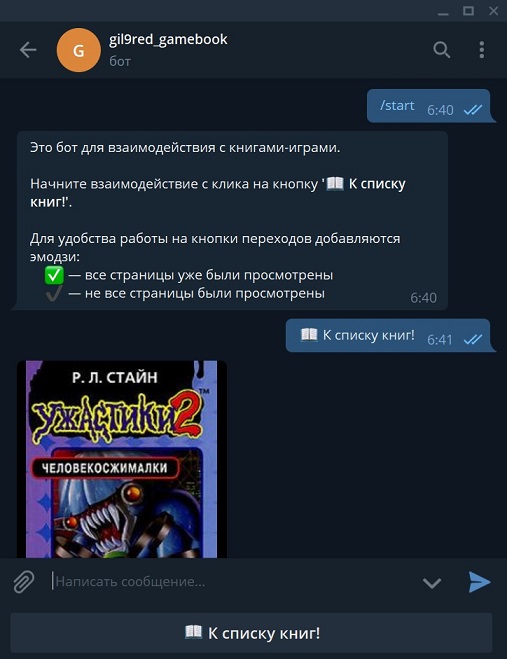 gil9red_gamebook
G
бот
/start
6:40
Это бот для взаимодействия с книгами-играми.
Начните взаимодействие с клика на кнопку '📖 К списку
книг!'.
Для удобства работы на кнопки переходов добавляются
эмодзи:
✅ — все страницы уже были просмотрены
✔ — не все страницы были просмотрены
6:40
📖 К списку книг!
6:41
Р. Л. СТАЙН
УЖАСТИКИ 2 ™
ЧЕЛОВЕКОСЖИМАЛКИ
Написать сообщение...
📖 К списку книг!